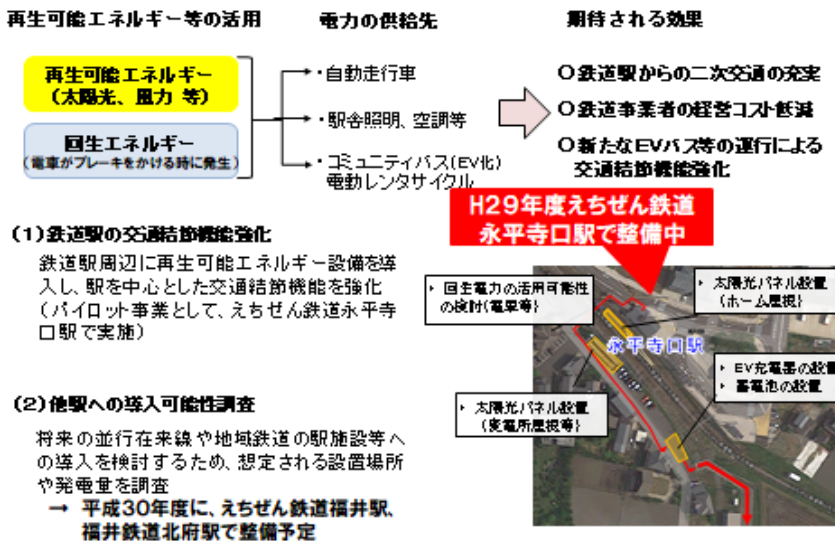 再生可能エネルギー等の活用
電力の供給先
期待される効果
再生可能エネルギー
(太陽光、風力 等)
回生エネルギー
(電車がブレーキをかける時に発生)
・自動走行車
・駅舎照明、空調等
・コミュニティバス(EV化)
電動レンタサイクル
○鉄道駅からの二次交通の充実
○鉄道事業者の経営コスト低減
○新たなEVバス等の運行による
交通結節機能強化
H29年度えちぜん鉄道
永平寺口駅で整備中
(1)鉄道駅の交通結節機能強化
鉄道駅周辺に再生可能エネルギー設備を導
入し、駅を中心とした交通結節機能を強化
(パイロット事業として、えちぜん鉄道永平寺
口駅で実施)
・回生電力の活用可能性
の検討(電車等)
・太陽光パネル設置
(ホーム屋根)
永平寺口駅
・EV充電器の設置
・蓄電池の設置
・太陽光パネル設置
(変電所屋根等)
(2)他駅への導入可能性調査
将来の並行在来線や地域鉄道の駅施設等へ
の導入を検討するため、想定される設置場所
や発電量を調査
→ 平成30年度に、えちぜん鉄道福井駅、
福井鉄道北府駅で整備予定